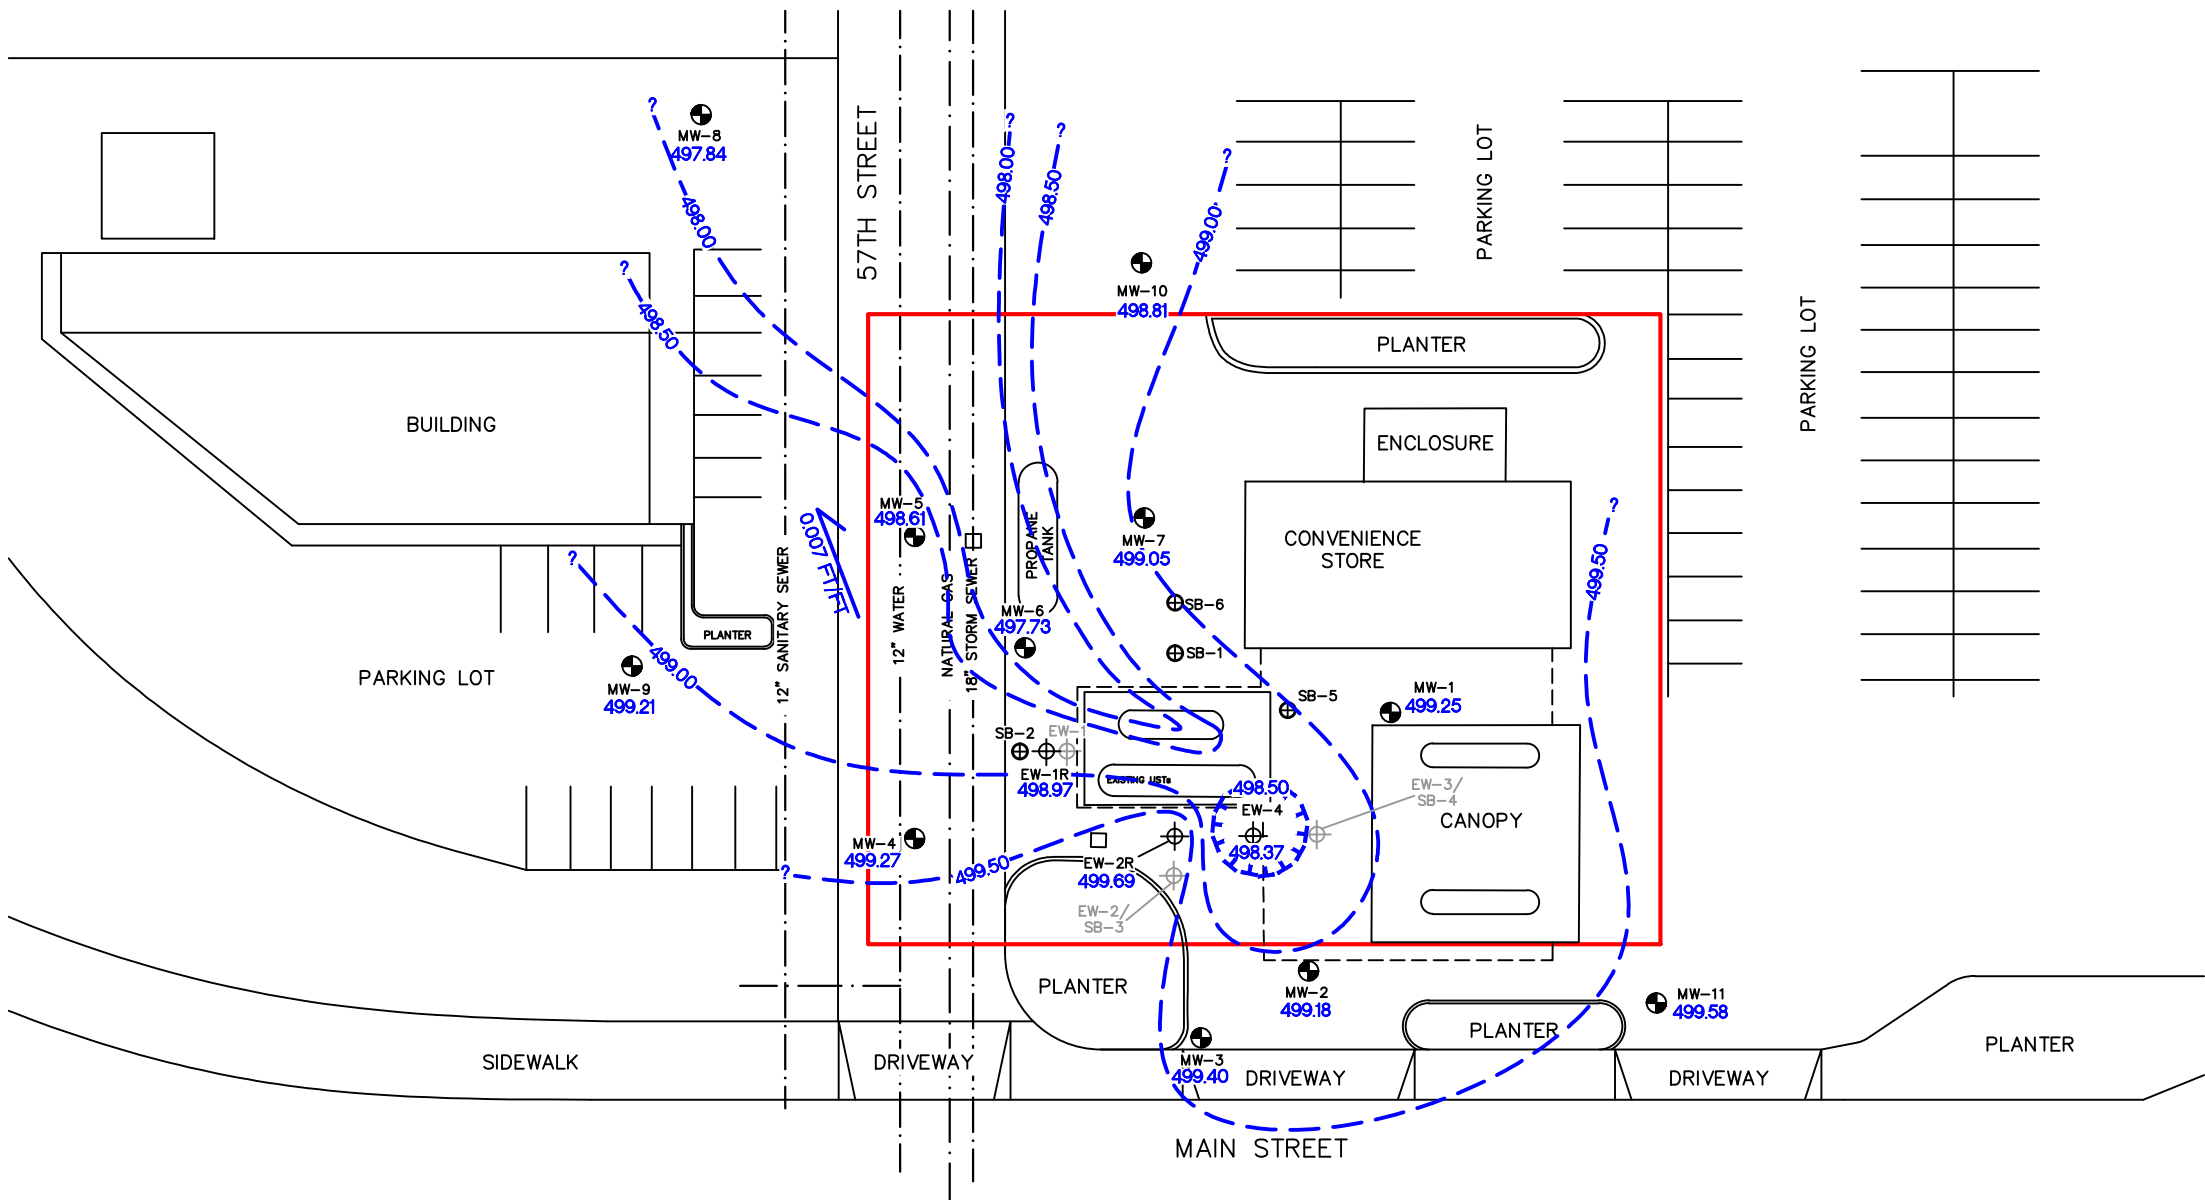 ?
MW-8
497.84
498.00
?
498.50
57TH STREET
?
498.00
?
498.50
?
499.00
PARKING LOT
PARKING LOT
MW-10
498.81
PLANTER
ENCLOSURE
CONVENIENCE
STORE
BUILDING
MW-5
498.61
0.007 FT/FT
12" SANITARY SEWER
12" WATER
NATURAL GAS
18" STORM SEWER
PROPANE
TANK
MW-7
499.05
?
499.50
?
499.00
PLANTER
PARKING LOT
MW-9
499.21
MW-6
497.73
SB-6
SB-1
SB-5
MW-1
499.25
SB-2
EW-1
EW-1R
498.97
EXISTING USTs
498.50
EW-4
498.37
EW-3/
SB-4
CANOPY
MW-4
499.27
?
499.50
EW-2R
499.69
EW-2/
SB-3
PLANTER
MW-2
499.18
MW-11
499.58
PLANTER
PLANTER
MW-3
499.40
SIDEWALK
DRIVEWAY
DRIVEWAY
DRIVEWAY
MAIN STREET